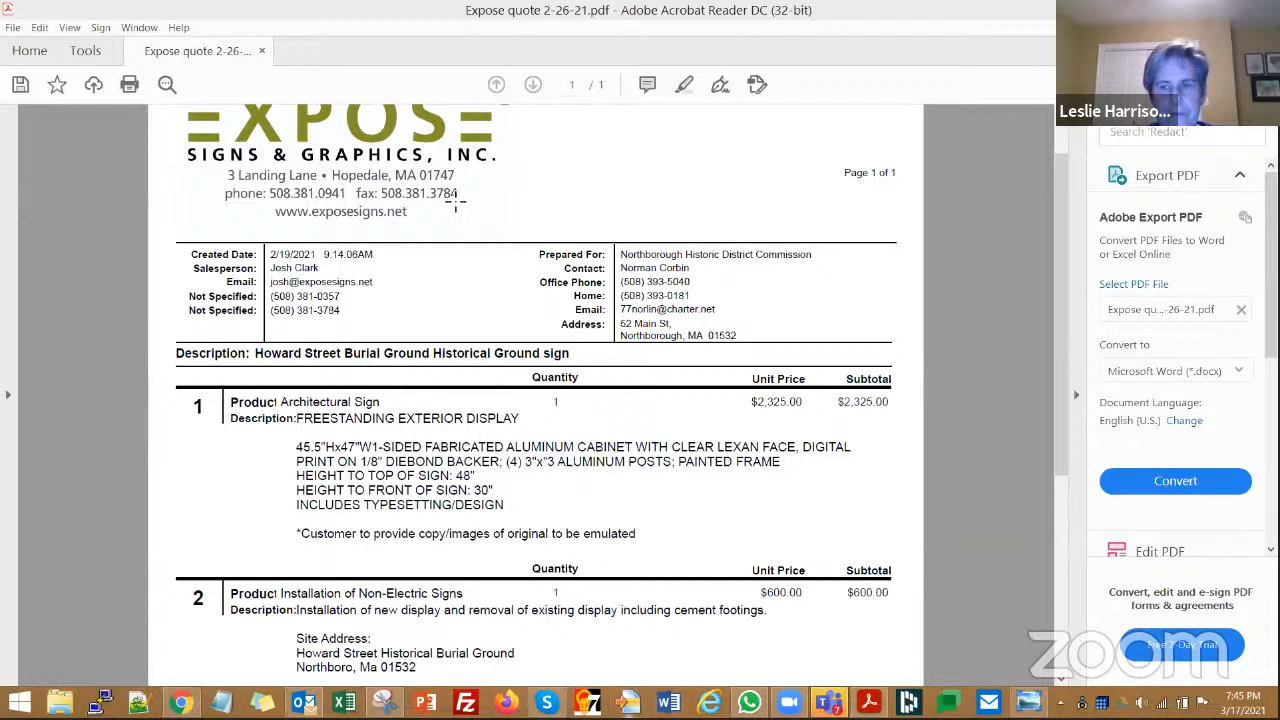 Expose quote 2-26-21.pdf - Adobe Acrobat Reader DC (32-bit)
File Edit View Sign Window Help
Home Tools Expose quote 2-26-... ×
1 / 1
Leslie Harriso...
Search 'Redact'
EXPOSE
SIGNS & GRAPHICS, INC.
3 Landing Lane • Hopedale, MA 01747
phone: 508.381.0941 fax: 508.381.3784
www.exposesigns.net
Page 1 of 1
Created Date: 2/19/2021 9:14:06AM
Salesperson: Josh Clark
Email: josh@exposesigns.net
Not Specified: (508) 381-0357
Not Specified: (508) 381-3784
Prepared For: Northborough Historic District Commission
Contact: Norman Corbin
Office Phone: (508) 393-5040
Home: (508) 393-0181
Email: 77norlin@charter.net
Address: 52 Main St,
Northborough, MA 01532
Description: Howard Street Burial Ground Historical Ground sign
Quantity Unit Price Subtotal
1 Product Architectural Sign 1 $2,325.00 $2,325.00
Description:FREESTANDING EXTERIOR DISPLAY
45.5"Hx47"W1-SIDED FABRICATED ALUMINUM CABINET WITH CLEAR LEXAN FACE, DIGITAL
PRINT ON 1/8" DIEBOND BACKER; (4) 3"x"3 ALUMINUM POSTS; PAINTED FRAME
HEIGHT TO TOP OF SIGN: 48"
HEIGHT TO FRONT OF SIGN: 30"
INCLUDES TYPESETTING/DESIGN
*Customer to provide copy/images of original to be emulated
Quantity Unit Price Subtotal
2 Product Installation of Non-Electric Signs 1 $600.00 $600.00
Description:Installation of new display and removal of existing display including cement footings.
Site Address:
Howard Street Historical Burial Ground
Northboro, Ma 01532
Export PDF
Adobe Export PDF
Convert PDF Files to Word
or Excel Online
Select PDF File
Expose qu...-26-21.pdf
Convert to
Microsoft Word (*.docx)
Document Language:
English (U.S.) Change
Convert
Edit PDF
Convert, edit and e-sign PDF
forms & agreements
Free 7-Day Trial
zoom
7:45 PM
3/17/2021